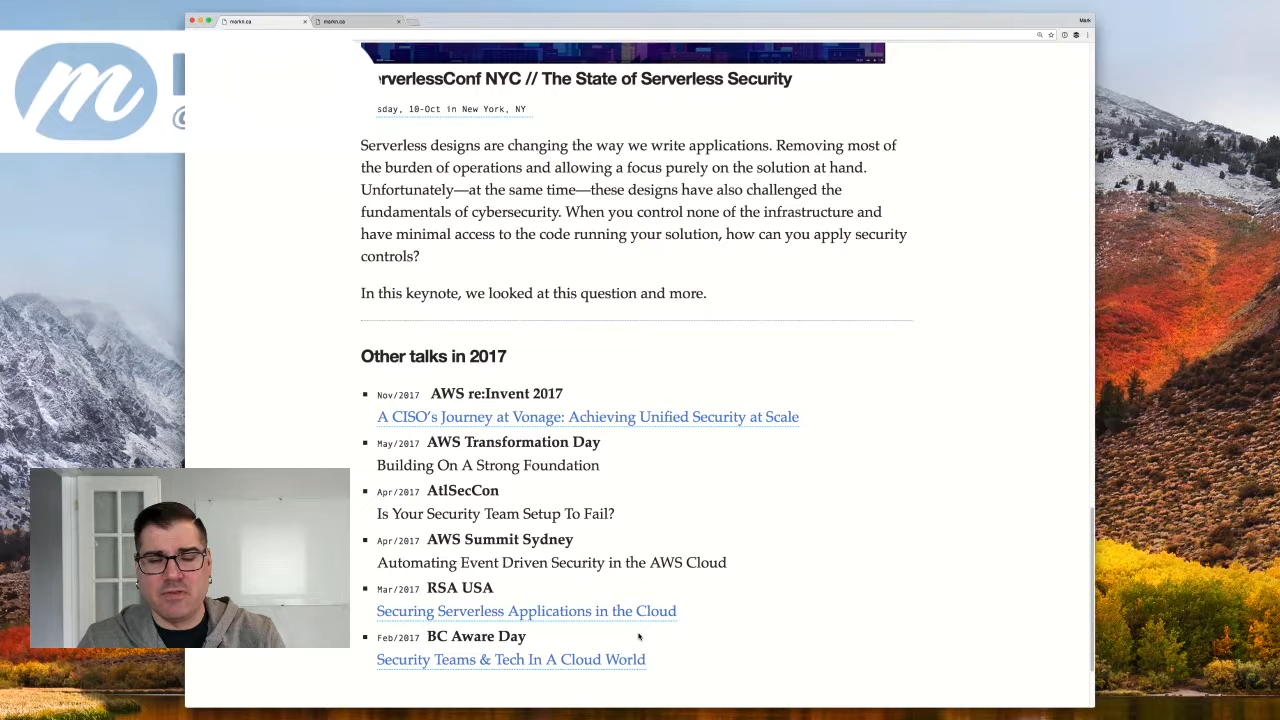 markn.ca
markn.ca
Mark
m
@
rverlessConf NYC // The State of Serverless Security
sday, 10-Oct in New York, NY
Serverless designs are changing the way we write applications. Removing most of
the burden of operations and allowing a focus purely on the solution at hand.
Unfortunately—at the same time—these designs have also challenged the
fundamentals of cybersecurity. When you control none of the infrastructure and
have minimal access to the code running your solution, how can you apply security
controls?
In this keynote, we looked at this question and more.
Other talks in 2017
Nov/2017 AWS re:Invent 2017
A CISO’s Journey at Vonage: Achieving Unified Security at Scale
May/2017 AWS Transformation Day
Building On A Strong Foundation
Apr/2017 AtlSecCon
Is Your Security Team Setup To Fail?
Apr/2017 AWS Summit Sydney
Automating Event Driven Security in the AWS Cloud
Mar/2017 RSA USA
Securing Serverless Applications in the Cloud
Feb/2017 BC Aware Day
Security Teams & Tech In A Cloud World